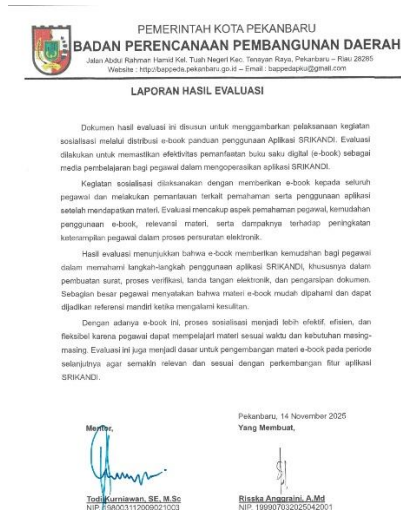 PEMERINTAH KOTA PEKANBARU
BADAN PERENCANAAN PEMBANGUNAN DAERAH
Jalan Abdul Rahman Hamid Kel. Tuah Negeri Kec. Tenayan Raya, Pekanbaru – Riau 28285
Website : http//bappeda.pekanbaru.go.id – Email : bappedapku@gmail.com
LAPORAN HASIL EVALUASI
Dokumen hasil evaluasi ini disusun untuk menggambarkan pelaksanaan kegiatan
sosialisasi melalui distribusi e-book panduan penggunaan Aplikasi SRIKANDI. Evaluasi
dilakukan untuk memastikan efektivitas pemanfaatan buku saku digital (e-book) sebagai
media pembelajaran bagi pegawai dalam mengoperasikan aplikasi SRIKANDI.
Kegiatan sosialisasi dilaksanakan dengan memberikan e-book kepada seluruh
pegawai dan melakukan pemantauan terkait pemahaman serta penggunaan aplikasi
setelah mendapatkan materi. Evaluasi mencakup aspek pemahaman pegawai, kemudahan
penggunaan e-book, relevansi materi, serta dampaknya terhadap peningkatan
keterampilan pegawai dalam proses persuratan elektronik.
Hasil evaluasi menunjukkan bahwa e-book memberikan kemudahan bagi pegawai
dalam memahami langkah-langkah penggunaan aplikasi SRIKANDI, khususnya dalam
pembuatan surat, proses verifikasi, tanda tangan elektronik, dan pengarsipan dokumen.
Sebagian besar pegawai menyatakan bahwa materi e-book mudah dipahami dan dapat
dijadikan referensi mandiri ketika mengalami kesulitan.
Dengan adanya e-book ini, proses sosialisasi menjadi lebih efektif, efisien, dan
fleksibel karena pegawai dapat mempelajari materi sesuai waktu dan kebutuhan masing-
masing. Evaluasi ini juga menjadi dasar untuk pengembangan materi e-book pada periode
selanjutnya agar semakin relevan dan sesuai dengan perkembangan fitur aplikasi
SRIKANDI.
Pekanbaru, 14 November 2025
Mentor,
Yang Membuat,
Todi Kurniawan, SE, M.Sc
NIP. 198003112009021003
Risska Anggraini, A.Md
NIP. 199907032025042001